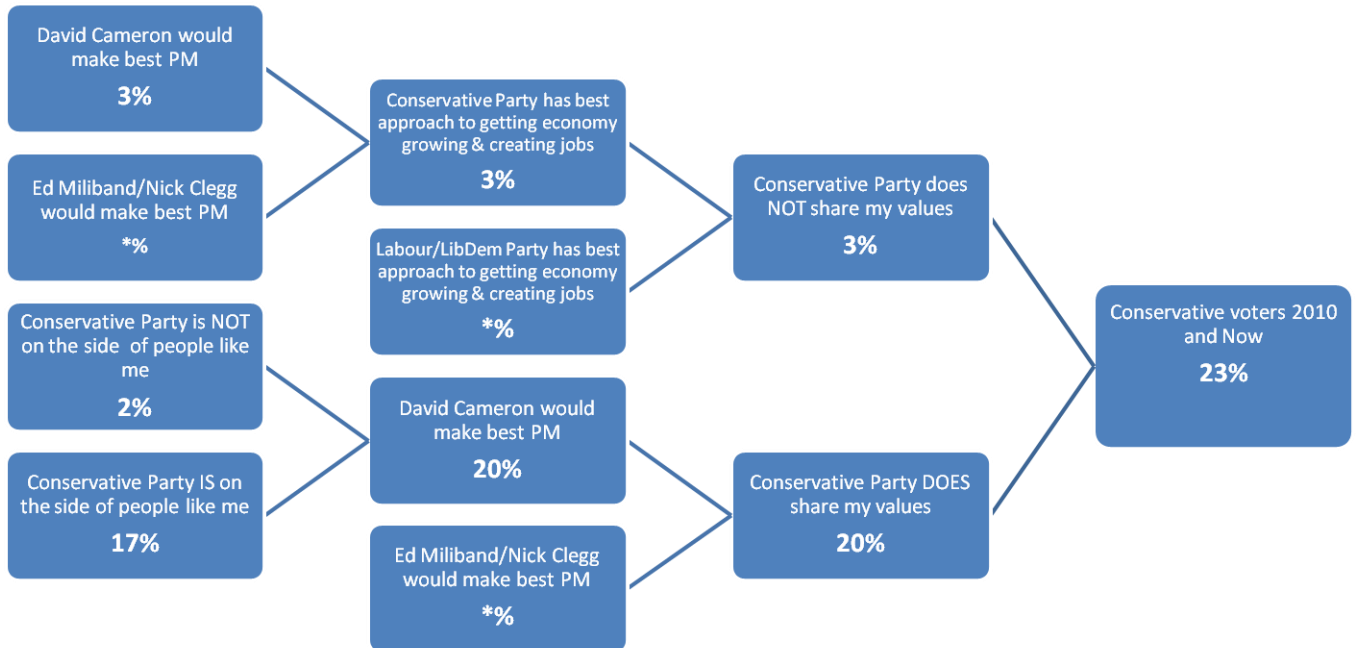 David Cameron would
make best PM
3%
Ed Miliband/Nick Clegg
would make best PM
*%
Conservative Party is NOT
on the side of people like
me
2%
Conservative Party IS on
the side of people like me
17%
Conservative Party has best
approach to getting economy
growing & creating jobs
3%
Labour/LibDem Party has best
approach to getting economy
growing & creating jobs
*%
David Cameron would
make best PM
20%
Ed Miliband/Nick Clegg
would make best PM
*%
Conservative Party does
NOT share my values
3%
Conservative Party DOES
share my values
20%
Conservative voters 2010
and Now
23%